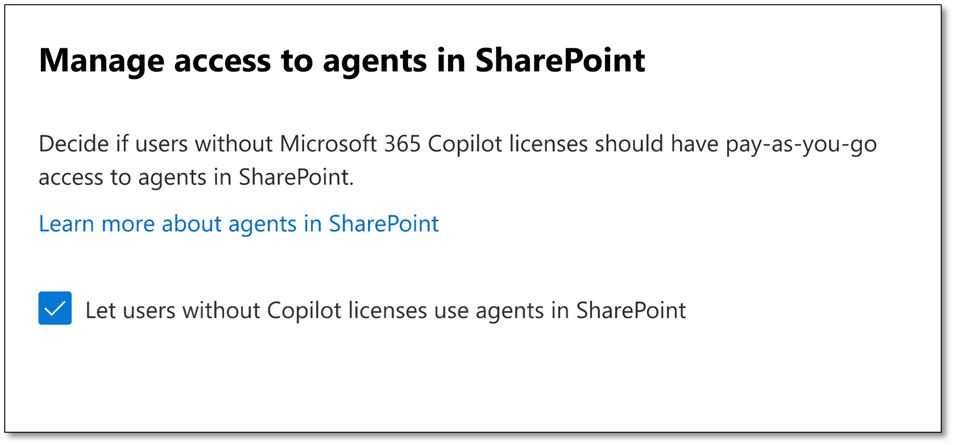 Manage access to agents in SharePoint
Decide if users without Microsoft 365 Copilot licenses should have pay-as-you-go
access to agents in SharePoint.
Learn more about agents in SharePoint
Let users without Copilot licenses use agents in SharePoint